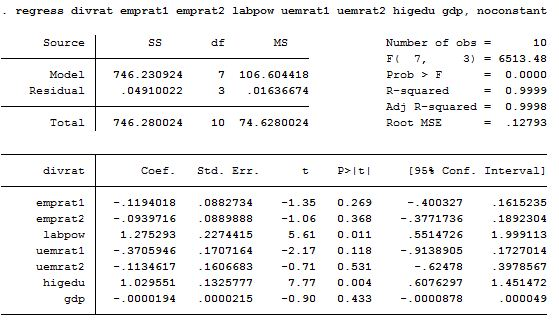 . regress divrat emprat1 emprat2 labpow uemrat1 uemrat2 higedu gdp, noconstant
Source SS df MS Number of obs = 10
F( 7, 3) = 6513.48
Model 746.230924 7 106.604418 Prob > F = 0.0000
Residual .04910022 3 .01636674 R-squared = 0.9999
Adj R-squared = 0.9998
Total 746.280024 10 74.6280024 Root MSE = .12793
divrat Coef. Std. Err. t P>|t| [95% Conf. Interval]
emprat1 -.1194018 .0882734 -1.35 0.269 -.400327 .1615235
emprat2 -.0939716 .0889888 -1.06 0.368 -.3771736 .1892304
labpow 1.275293 .2274415 5.61 0.011 .5514726 1.999113
uemrat1 -.3705946 .1707164 -2.17 0.118 -.9138905 .1727014
uemrat2 -.1134617 .1606683 -0.71 0.531 -.62478 .3978567
higedu 1.029551 .1325777 7.77 0.004 .6076297 1.451472
gdp -.0000194 .0000215 -0.90 0.433 -.0000878 .000049